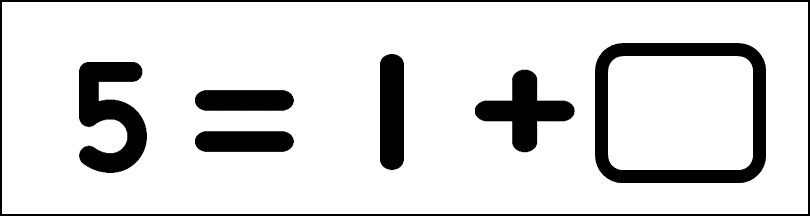 5 = 1 + □